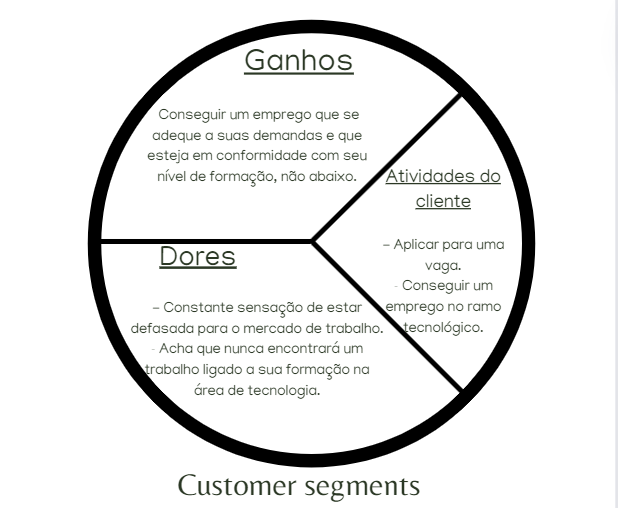 Ganhos
Conseguir um emprego que se
adeque a suas demandas e que
esteja em conformidade com seu
nível de formação, não abaixo.
Atividades do
cliente
- Aplicar para uma
vaga.
- Conseguir um
emprego no ramo
tecnológico.
Dores
- Constante sensação de estar
defasada para o mercado de trabalho.
- Acha que nunca encontrará um
trabalho ligado a sua formação na
área de tecnologia.
Customer segments